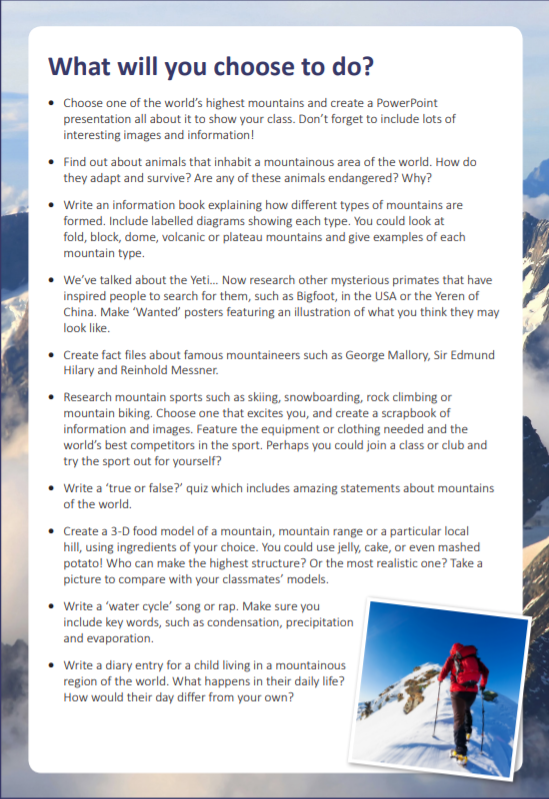 What will you choose to do?
• Choose one of the world's highest mountains and create a PowerPoint
presentation all about it to show your class. Don't forget to include lots of
interesting images and information!
• Find out about animals that inhabit a mountainous area of the world. How do
they adapt and survive? Are any of these animals endangered? Why?
• Write an information book explaining how different types of mountains are
formed. Include labelled diagrams showing each type. You could look at
fold, block, dome, volcanic or plateau mountains and give examples of each
mountain type.
• We've talked about the Yeti... Now research other mysterious primates that have
inspired people to search for them, such as Bigfoot, in the USA or the Yeren of
China. Make 'Wanted' posters featuring an illustration of what you think they may
look like.
• Create fact files about famous mountaineers such as George Mallory, Sir Edmund
Hilary and Reinhold Messner.
• Research mountain sports such as skiing, snowboarding, rock climbing or
mountain biking. Choose one that excites you, and create a scrapbook of
information and images. Feature the equipment or clothing needed and the
world's best competitors in the sport. Perhaps you could join a class or club and
try the sport out for yourself?
• Write a 'true or false?' quiz which includes amazing statements about mountains
of the world.
• Create a 3-D food model of a mountain, mountain range or a particular local
hill, using ingredients of your choice. You could use jelly, cake, or even mashed
potato! Who can make the highest structure? Or the most realistic one? Take a
picture to compare with your classmates' models.
• Write a 'water cycle' song or rap. Make sure you
include key words, such as condensation, precipitation
and evaporation.
• Write a diary entry for a child living in a mountainous
region of the world. What happens in their daily life?
How would their day differ from your own?